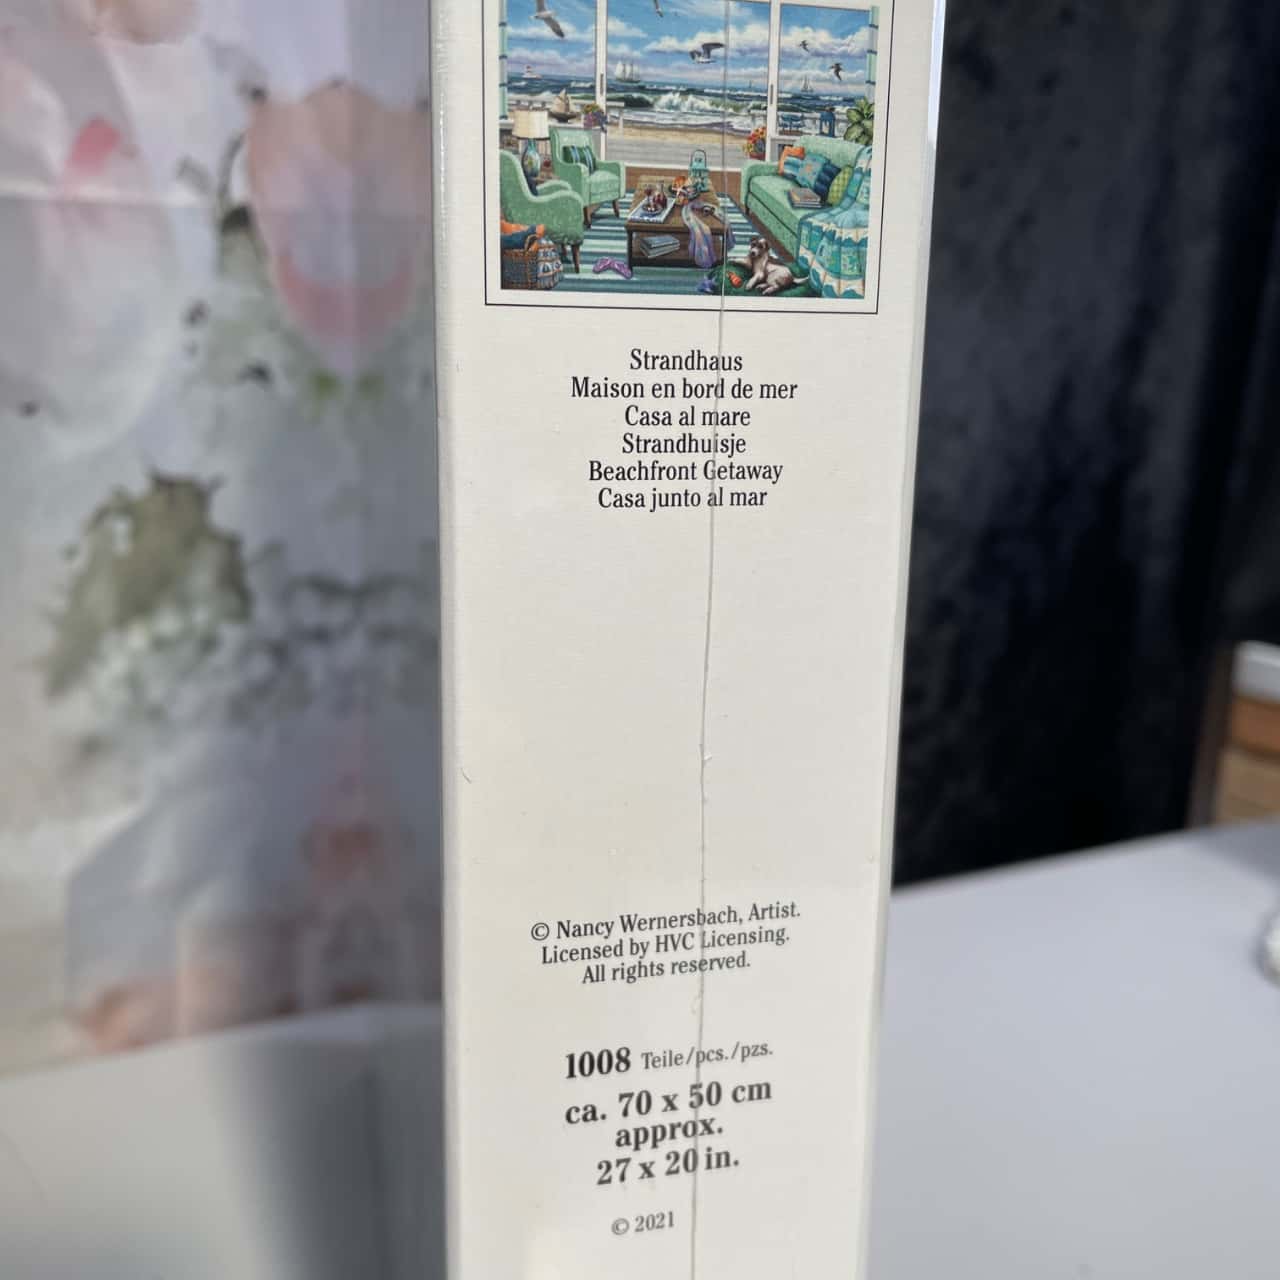 Strandhaus
Maison en bord de mer
Casa al mare
Strandhuisje
Beachfront Getaway
Casa junto al mar
© Nancy Wernersbach, Artist.
Licensed by HVC Licensing.
All rights reserved.
1008 Teile/pcs./pzs.
ca. 70 x 50 cm
approx.
27 x 20 in.
© 2021